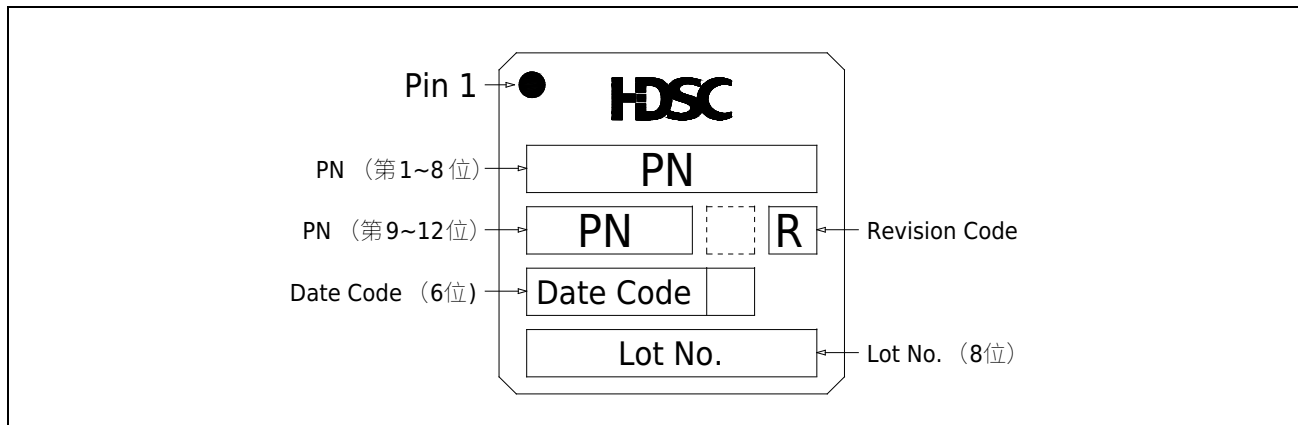 Pin 1
HDSC
PN （第1~8位）
PN
PN （第9~12位）
PN
R
Revision Code
Date Code （6位)
Date Code
Lot No.
Lot No. （8位）